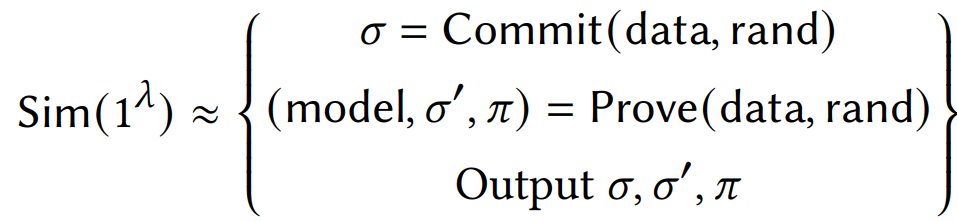 σ = Commit(data, rand)
Sim(1^λ) ≈ { (model, σ′, π) = Prove(data, rand) }
Output σ, σ′, π